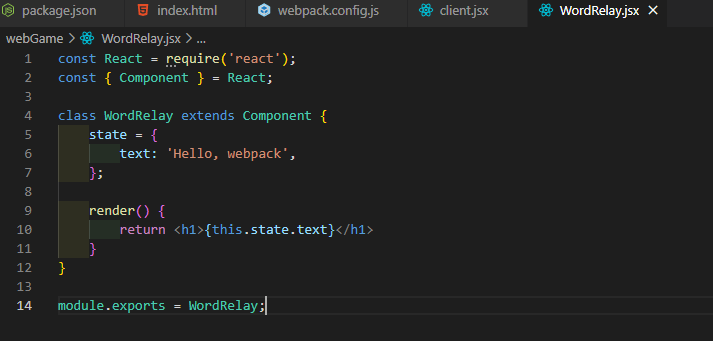 package.json index.html webpack.config.js client.jsx WordRelay.jsx
webGame > WordRelay.jsx > ...
1 const React = require('react');
2 const { Component } = React;
3
4 class WordRelay extends Component {
5 state = {
6 text: 'Hello, webpack',
7 };
8
9 render() {
10 return <h1>{this.state.text}</h1>
11 }
12 }
13
14 module.exports = WordRelay;